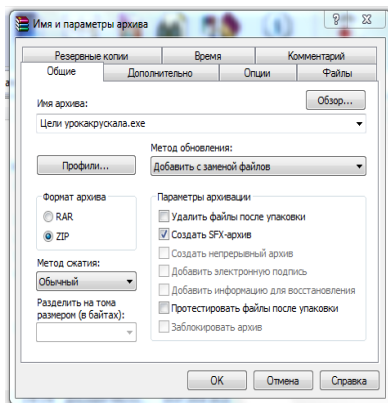 Имя и параметры архива
Резервные копии Время Комментарий
Общие Дополнительно Опции Файлы
Имя архива: Обзор...
Цели урокакрускала.exe
Метод обновления:
Профили... Добавить с заменой файлов
Формат архива Параметры архивации
RAR Удалить файлы после упаковки
ZIP Создать SFX-архив
Создать непрерывный архив
Метод сжатия: Добавить электронную подпись
Обычный Добавить информацию для восстановления
Разделить на тома Протестировать файлы после упаковки
размером (в байтах): Заблокировать архив
OK Отмена Справка